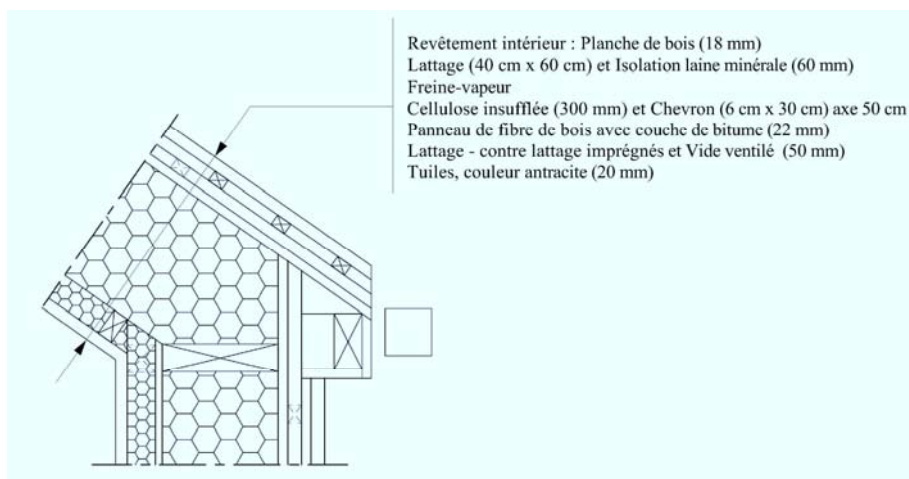 Revêtement intérieur : Planche de bois (18 mm)
Lattage (40 cm x 60 cm) et Isolation laine minérale (60 mm)
Freine-vapeur
Cellulose insufflée (300 mm) et Chevron (6 cm x 30 cm) axe 50 cm
Panneau de fibre de bois avec couche de bitume (22 mm)
Lattage - contre lattage imprégnés et Vide ventilé (50 mm)
Tuiles, couleur antracite (20 mm)